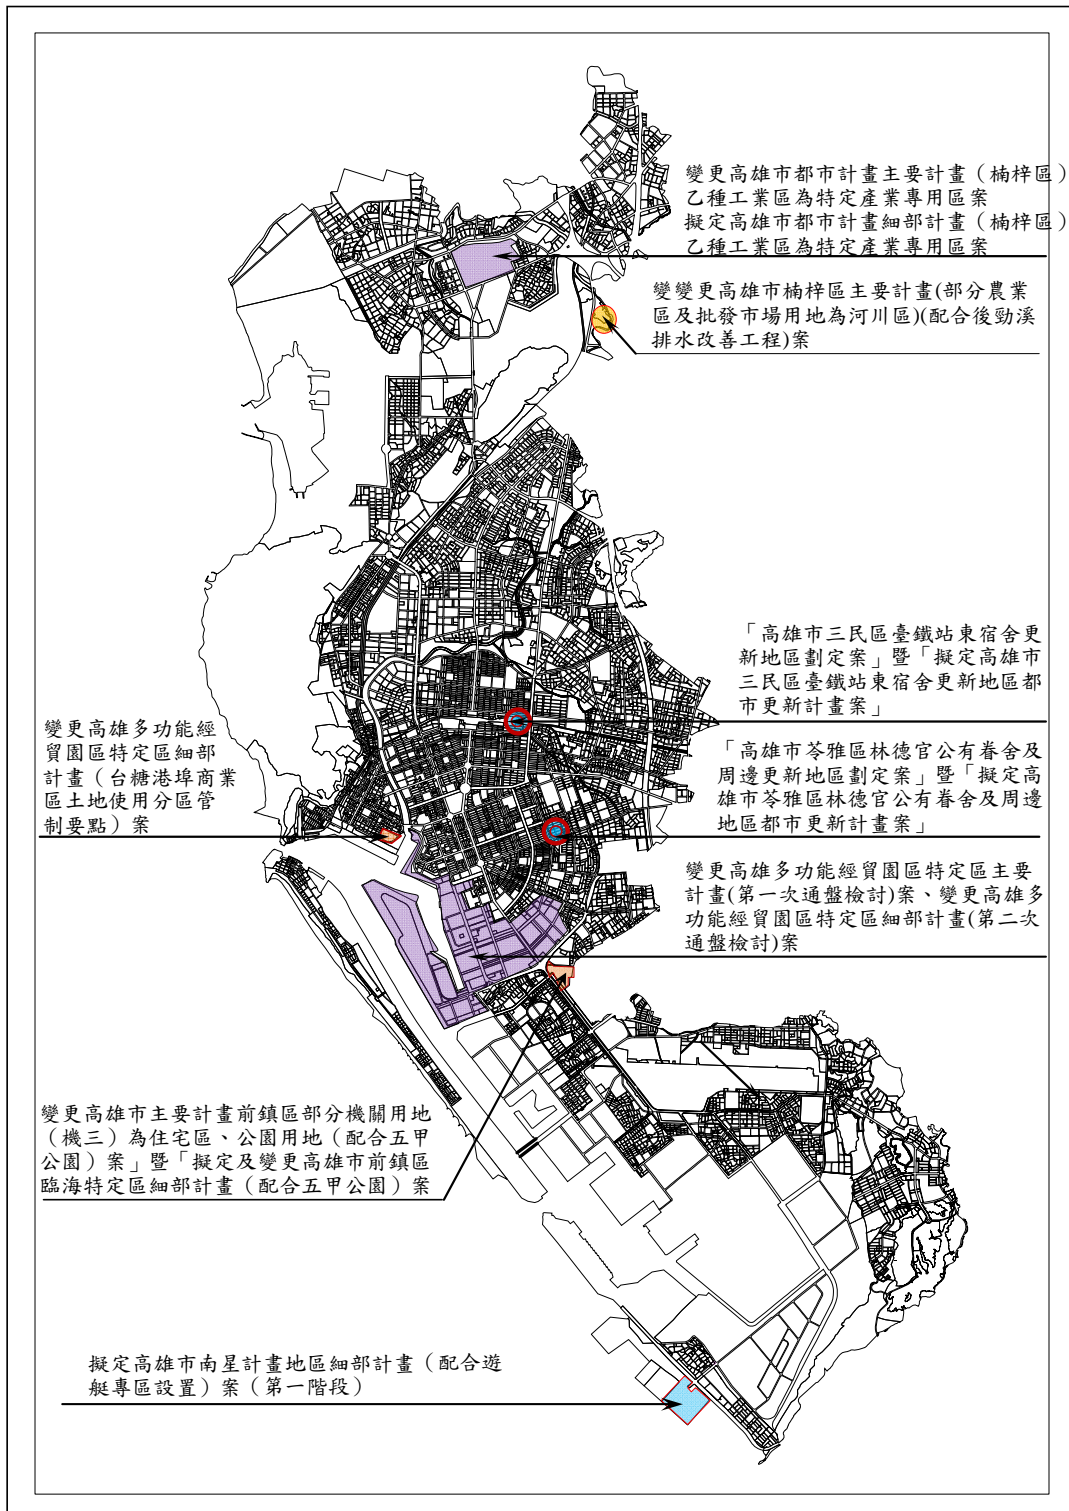 變更高雄市都市計畫主要計畫（楠梓區）
乙種工業區為特定產業專用區案
擬定高雄市都市計畫細部計畫（楠梓區）
乙種工業區為特定產業專用區案
變變更高雄市楠梓區主要計畫(部分農業
區及批發市場用地為河川區)(配合後勁溪
排水改善工程)案
「高雄市三民區臺鐵站東宿舍更
新地區劃定案」暨「擬定高雄市
三民區臺鐵站東宿舍更新地區都
市更新計畫案」
變更高雄多功能經
貿園區特定區細部
計畫（台糖港埠商業
區土地使用分區管
制要點）案
「高雄市苓雅區林德官公有眷舍及
周邊更新地區劃定案」暨「擬定高
雄市苓雅區林德官公有眷舍及周邊
地區都市更新計畫案」
變更高雄多功能經貿園區特定區主要
計畫(第一次通盤檢討)案、變更高雄多
功能經貿園區特定區細部計畫(第二次
通盤檢討)案
變更高雄市主要計畫前鎮區部分機關用地
（機三）為住宅區、公園用地（配合五甲
公園）案」暨「擬定及變更高雄市前鎮區
臨海特定區細部計畫（配合五甲公園）案
擬定高雄市南星計畫地區細部計畫（配合遊
艇專區設置）案（第一階段）